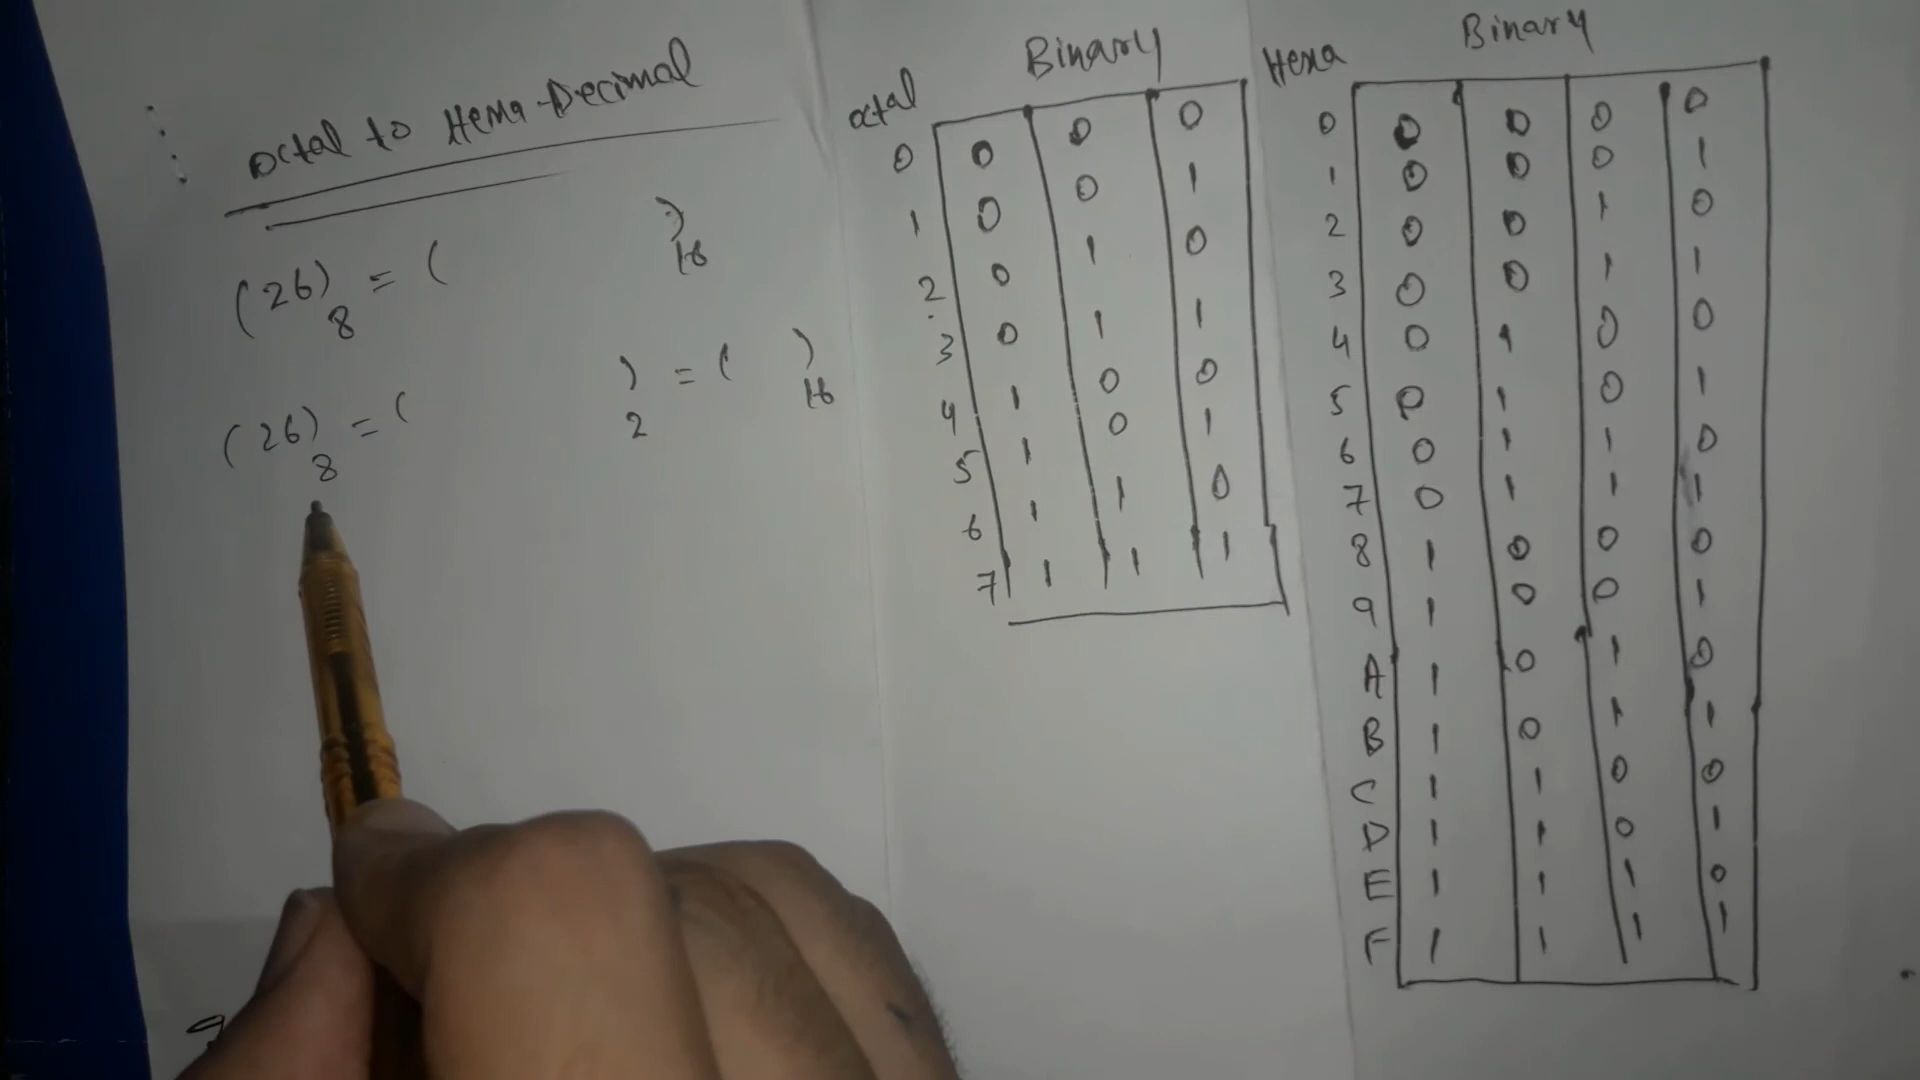 Octal to Hexa-Decimal
(26)8 = ( )16
(26)8 = ( )2 = ( )16
Octal Binary
0 0 0 0
1 0 0 1
2 0 1 0
3 0 1 1
4 1 0 0
5 1 0 1
6 1 1 0
7 1 1 1
Hexa Binary
0 0 0 0 0
1 0 0 0 1
2 0 0 1 0
3 0 0 1 1
4 0 1 0 0
5 0 1 0 1
6 0 1 1 0
7 0 1 1 1
8 1 0 0 0
9 1 0 0 1
A 1 0 1 0
B 1 0 1 1
C 1 1 0 0
D 1 1 0 1
E 1 1 1 0
F 1 1 1 1